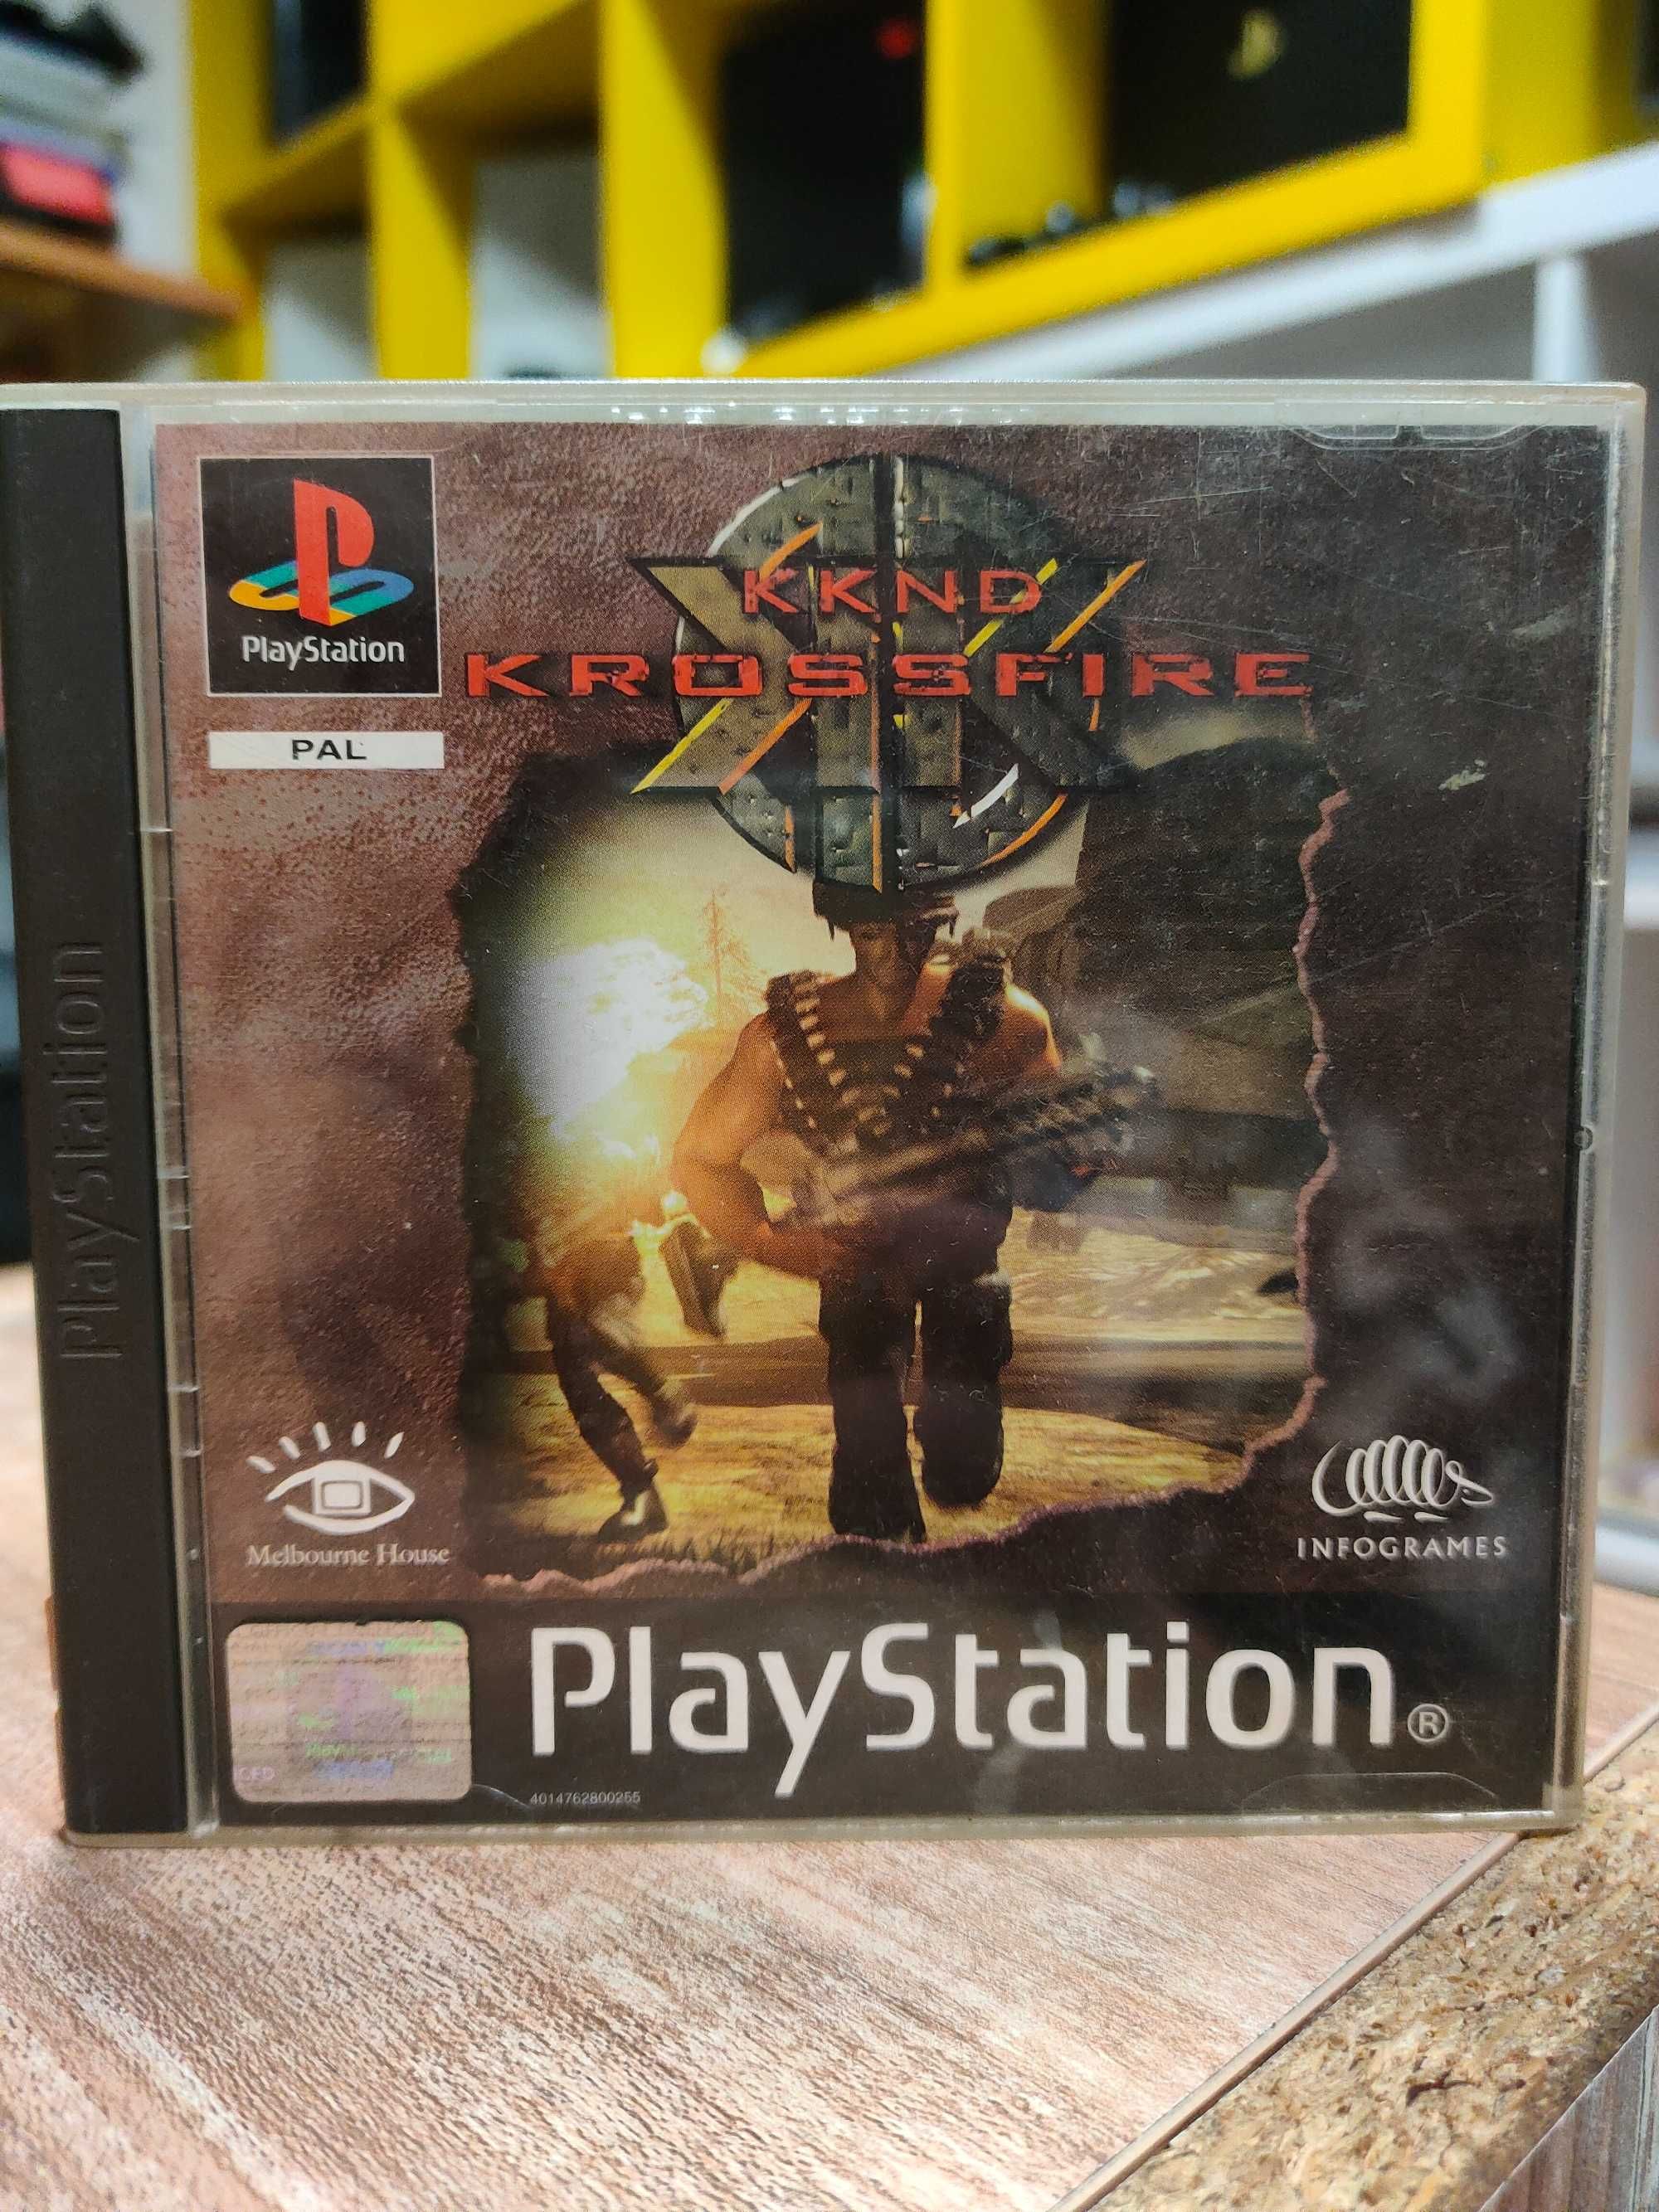 PlayStation
PAL
KKND
KROSSFIRE
PlayStation
Melbourne House
INFOGRAMES
PlayStation®
4014762800255